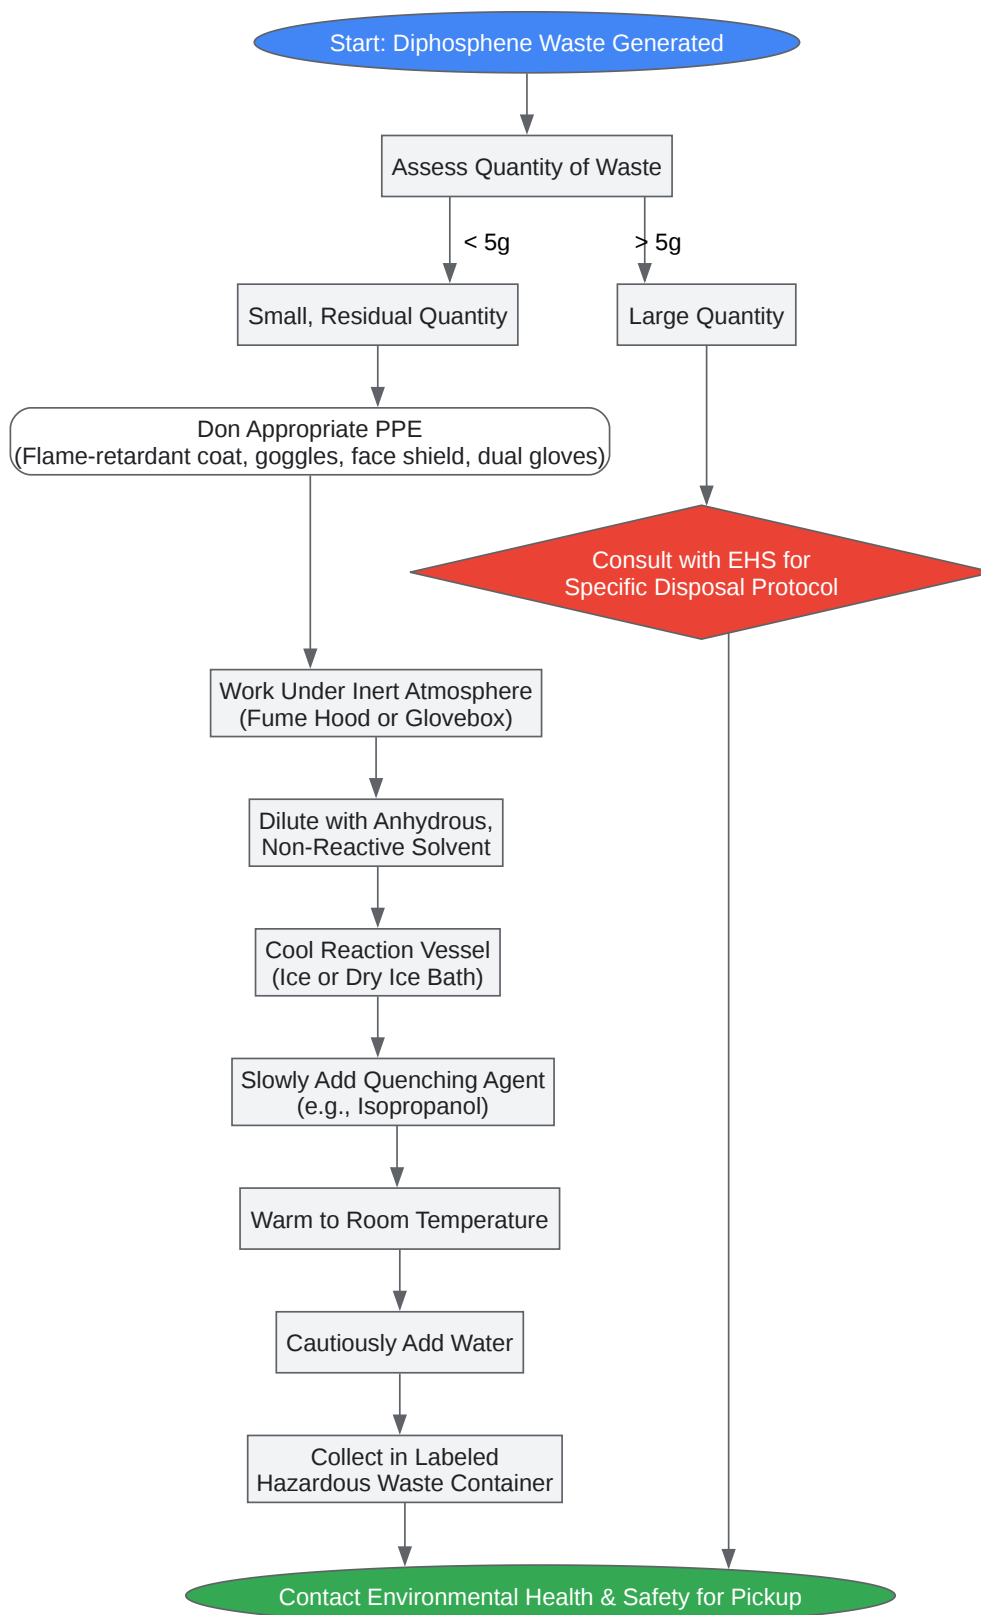 Start: Diphosphene Waste Generated
Assess Quantity of Waste
< 5g
> 5g
Small, Residual Quantity
Large Quantity
Don Appropriate PPE
(Flame-retardant coat, goggles, face shield, dual gloves)
Consult with EHS for
Specific Disposal Protocol
Work Under Inert Atmosphere
(Fume Hood or Glovebox)
Dilute with Anhydrous,
Non-Reactive Solvent
Cool Reaction Vessel
(Ice or Dry Ice Bath)
Slowly Add Quenching Agent
(e.g., Isopropanol)
Warm to Room Temperature
Cautiously Add Water
Collect in Labeled
Hazardous Waste Container
Contact Environmental Health & Safety for Pickup